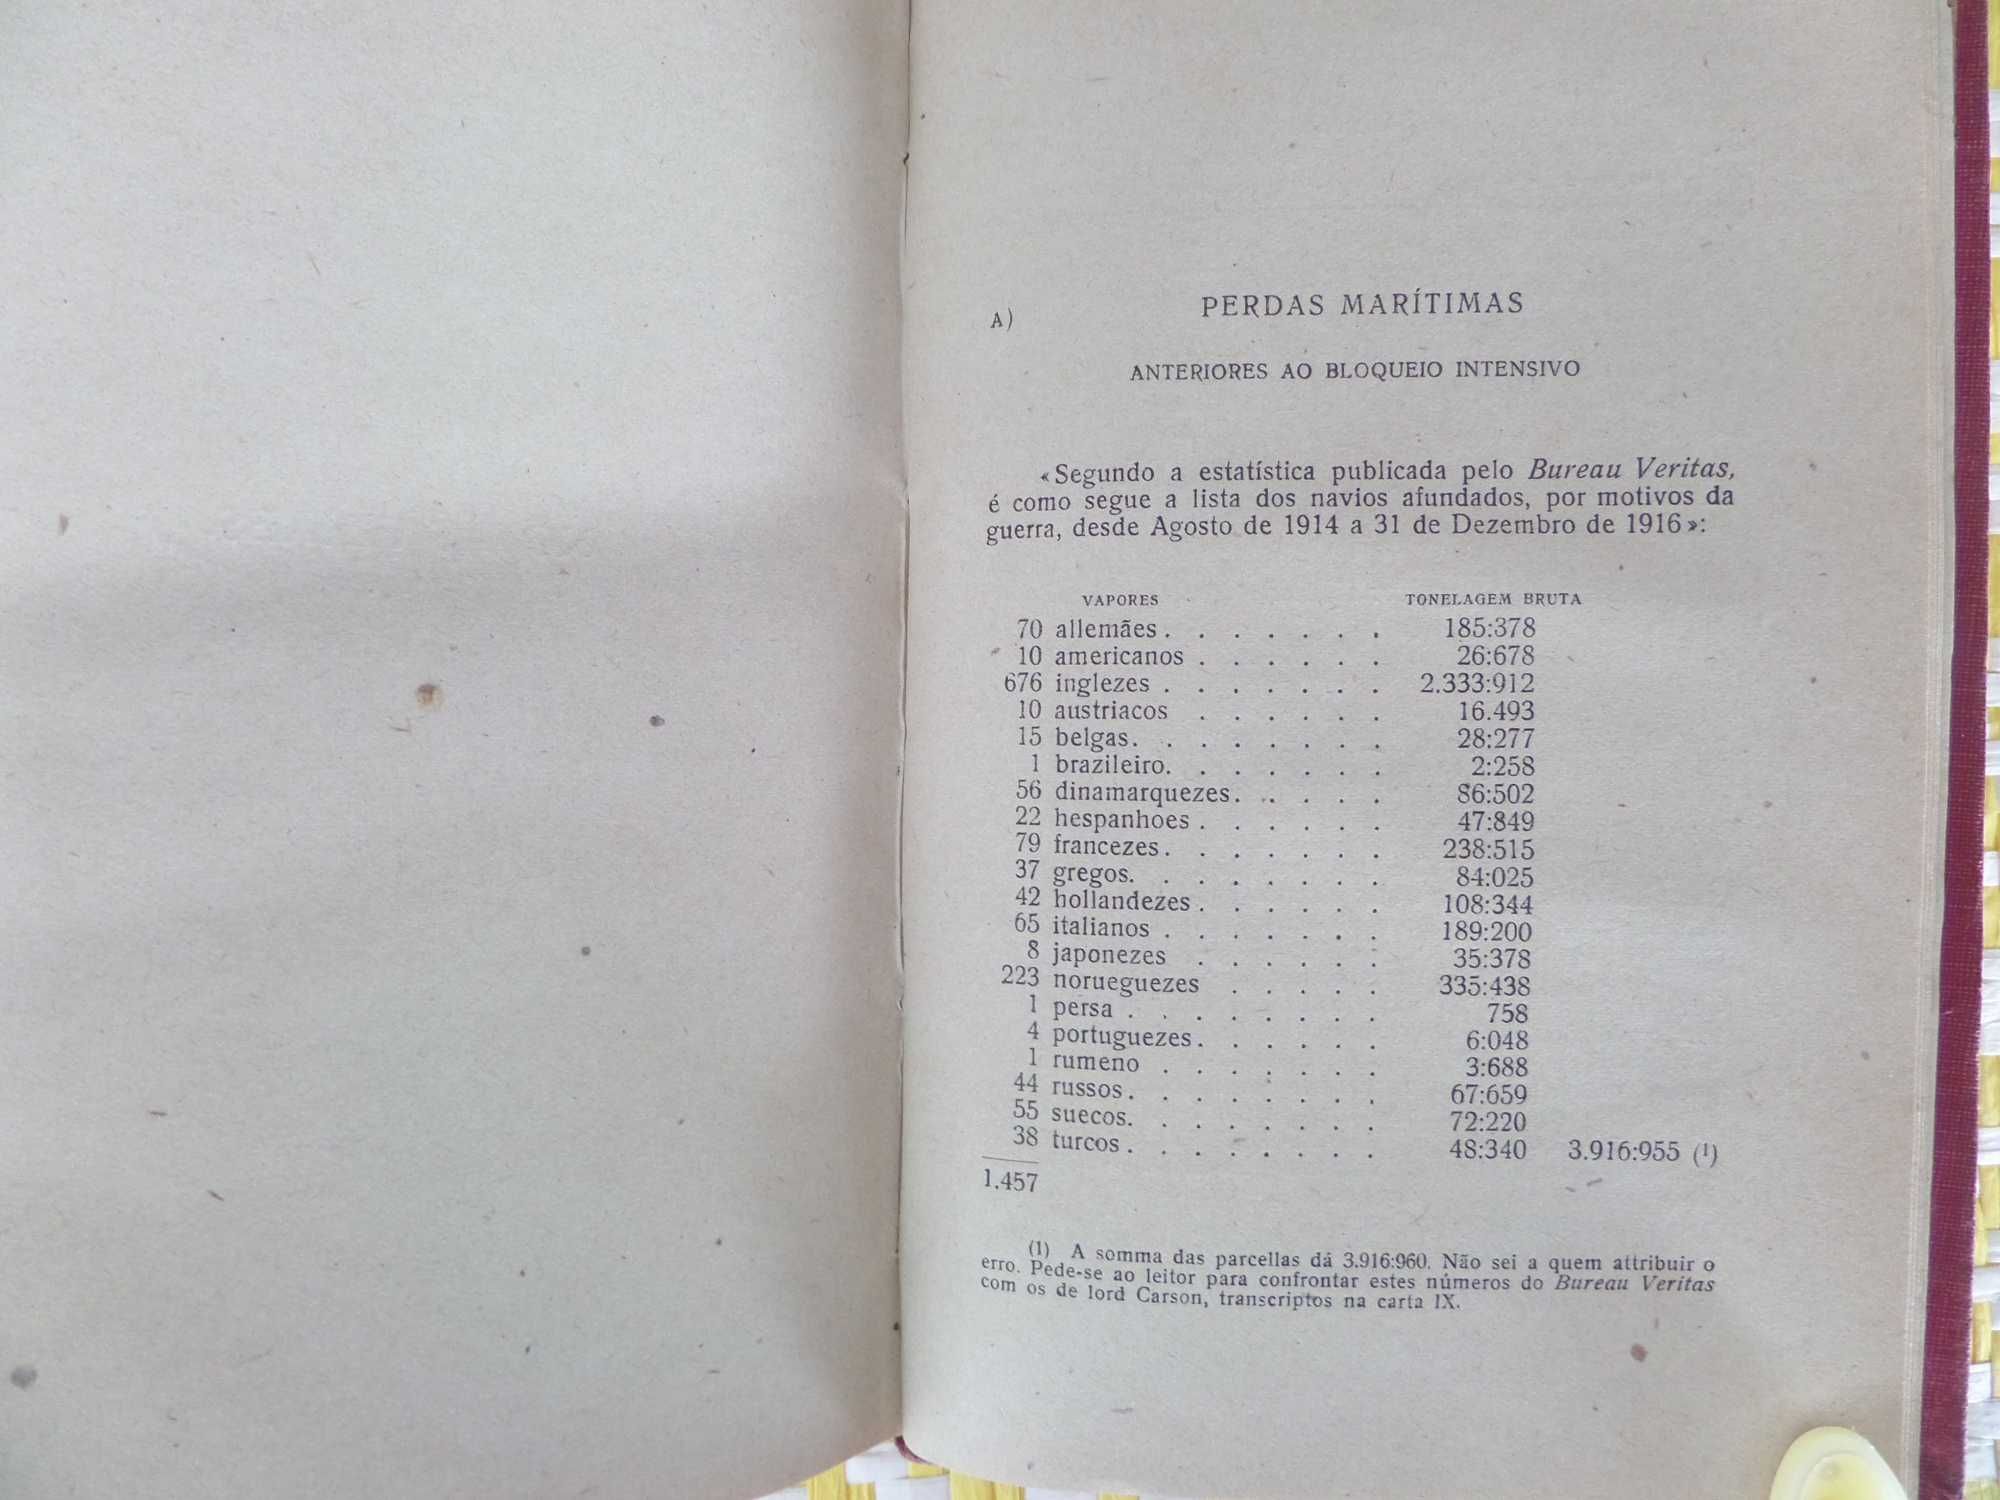 A)
PERDAS MARÍTIMAS
ANTERIORES AO BLOQUEIO INTENSIVO
«Segundo a estatística publicada pelo Bureau Veritas,
é como segue a lista dos navios afundados, por motivos da
guerra, desde Agosto de 1914 a 31 de Dezembro de 1916»:
VAPORES TONELAGEM BRUTA
70 allemães . . . . . . . 185:378
10 americanos . . . . . . 26:678
676 inglezes . . . . . . . 2.333:912
10 austriacos . . . . . . 16.493
15 belgas. . . . . . . . 28:277
1 brazileiro. . . . . . . 2:258
56 dinamarquezes. . . . . 86:502
22 hespanhoes . . . . . . 47:849
79 francezes. . . . . . . 238:515
37 gregos. . . . . . . . 84:025
42 hollandezes . . . . . . 108:344
65 italianos . . . . . . . 189:200
8 japonezes . . . . . . 35:378
223 norueguezes . . . . . 335:438
1 persa . . . . . . . . 758
4 portuguezes. . . . . . 6:048
1 rumeno . . . . . . . 3:688
44 russos. . . . . . . . 67:659
55 suecos. . . . . . . . 72:220
38 turcos . . . . . . . . 48:340 3.916:955 (1)
1.457
(1) A somma das parcellas dá 3.916:960. Não sei a quem attribuir o
erro. Pede-se ao leitor para confrontar estes números do Bureau Veritas
com os de lord Carson, transcriptos na carta IX.